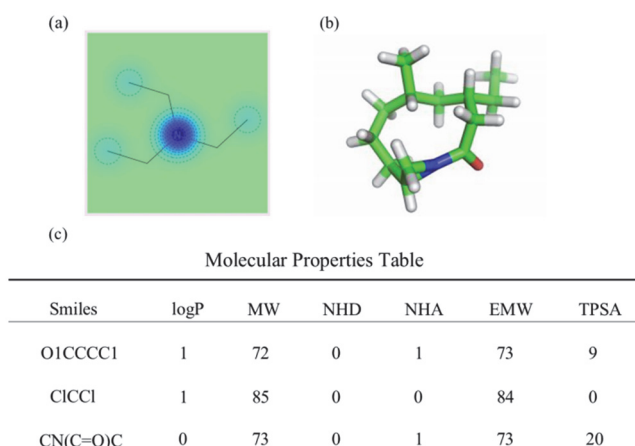 (a)
(b)
N
(c)
Molecular Properties Table
Smiles logP MW NHD NHA EMW TPSA
O1CCCC1 1 72 0 1 73 9
ClCCl 1 85 0 0 84 0
CN(C=O)C 0 73 0 1 73 20